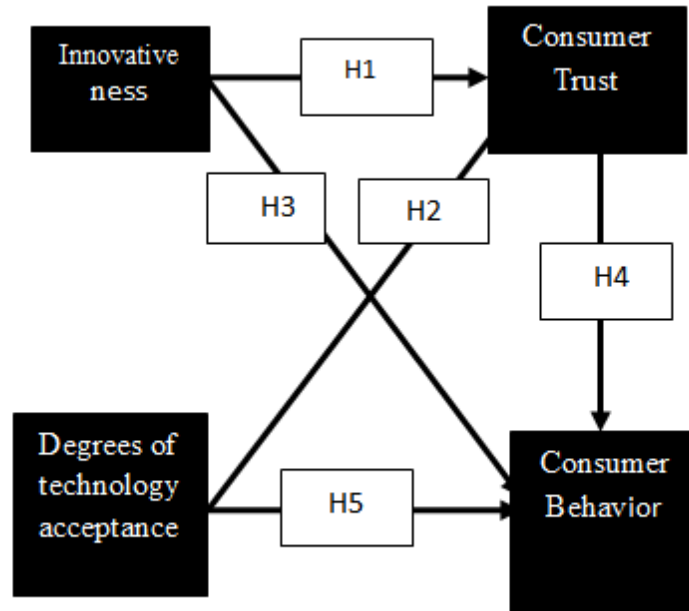 Innovative
ness
H1
Consumer
Trust
H3
H2
H4
Degrees of
technology
acceptance
H5
Consumer
Behavior